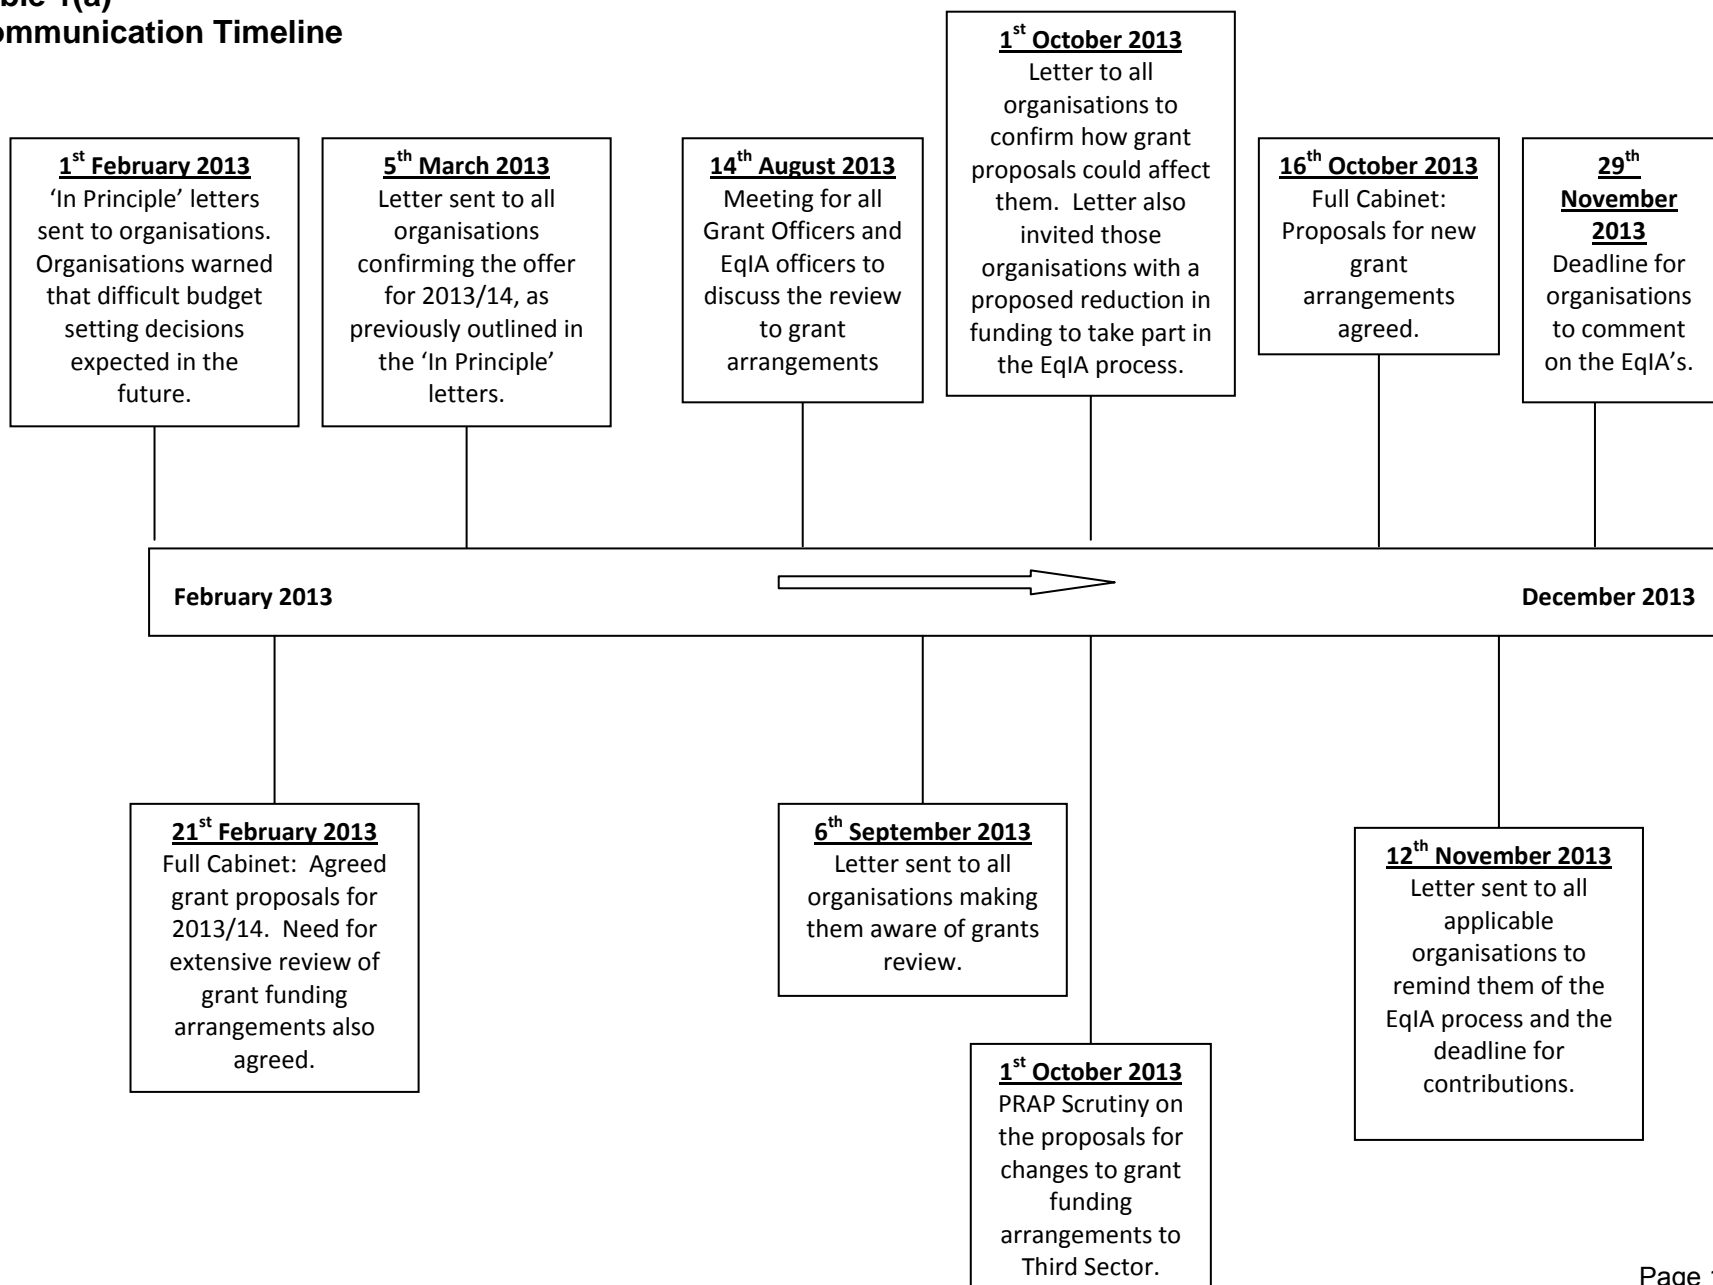 ble 1(a)
ommunication Timeline
1st February 2013
‘In Principle’ letters
sent to organisations.
Organisations warned
that difficult budget
setting decisions
expected in the
future.
5th March 2013
Letter sent to all
organisations
confirming the offer
for 2013/14, as
previously outlined in
the ‘In Principle’
letters.
14th August 2013
Meeting for all
Grant Officers and
EqIA officers to
discuss the review
to grant
arrangements
1st October 2013
Letter to all
organisations to
confirm how grant
proposals could affect
them. Letter also
invited those
organisations with a
proposed reduction in
funding to take part in
the EqIA process.
16th October 2013
Full Cabinet:
Proposals for new
grant
arrangements
agreed.
29th
November
2013
Deadline for
organisations
to comment
on the EqIA’s.
February 2013
December 2013
21st February 2013
Full Cabinet: Agreed
grant proposals for
2013/14. Need for
extensive review of
grant funding
arrangements also
agreed.
6th September 2013
Letter sent to all
organisations making
them aware of grants
review.
1st October 2013
PRAP Scrutiny on
the proposals for
changes to grant
funding
arrangements to
Third Sector.
12th November 2013
Letter sent to all
applicable
organisations to
remind them of the
EqIA process and the
deadline for
contributions.
Page